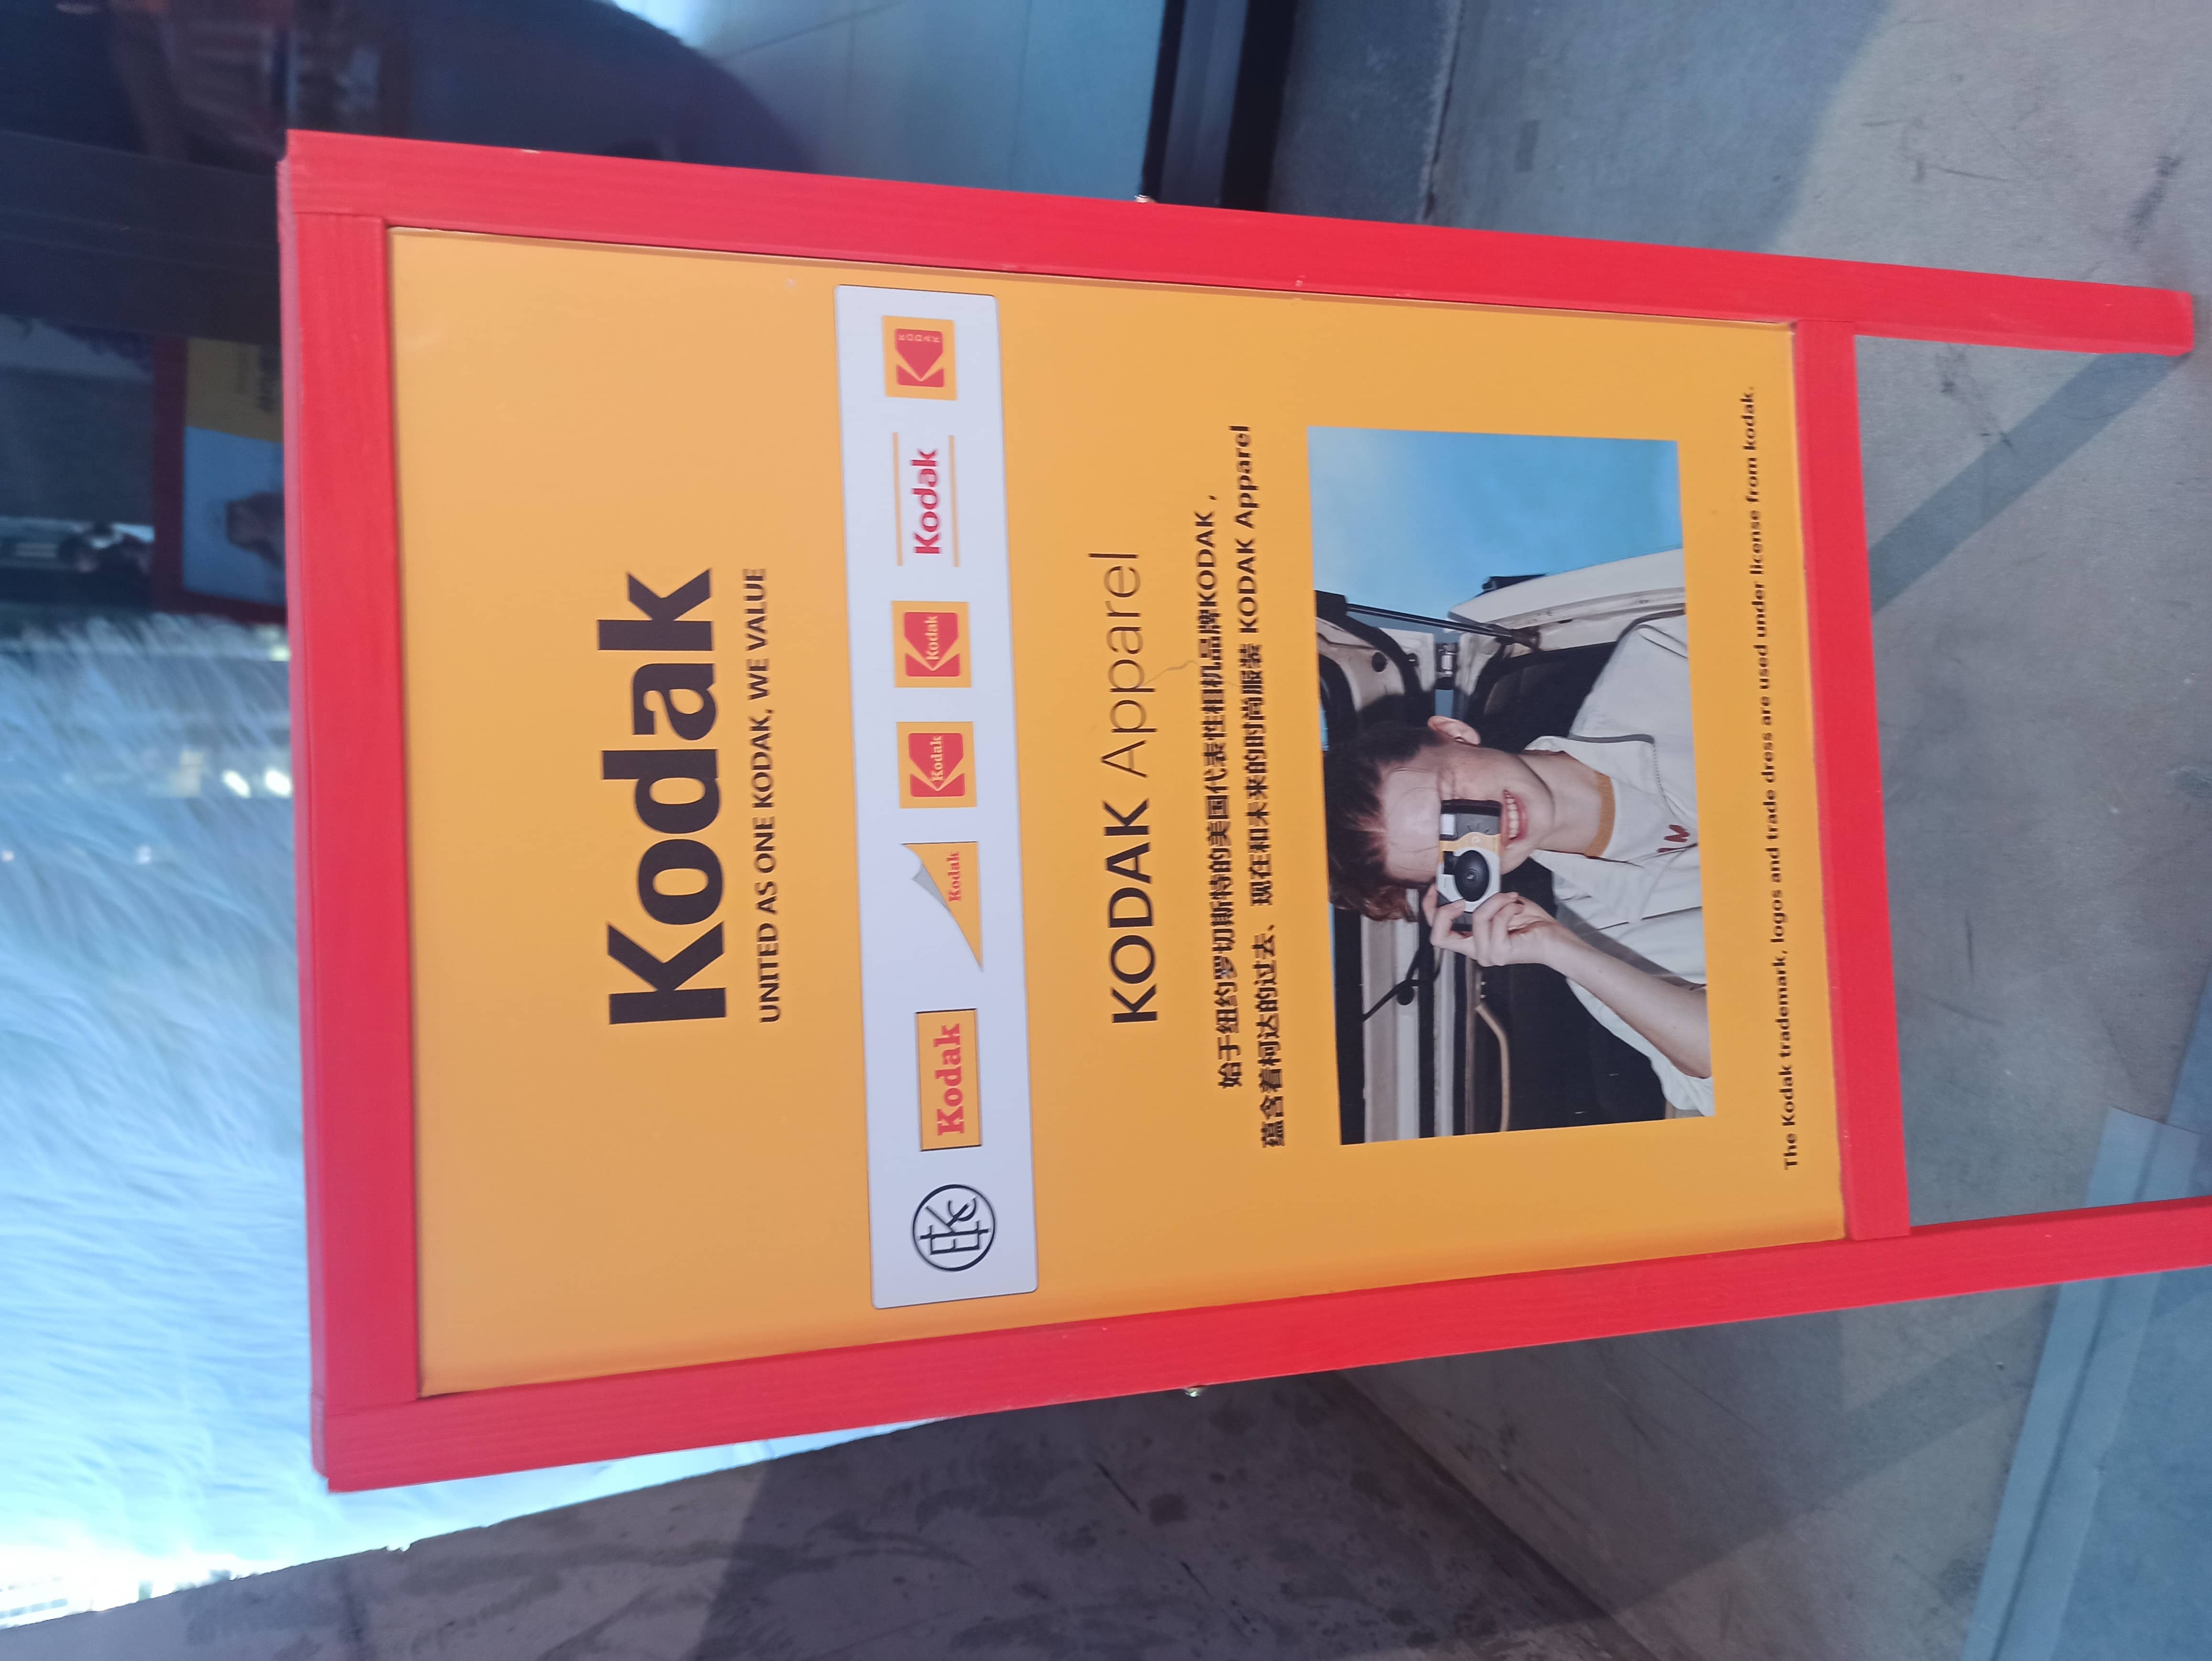 Kodak
UNITED AS ONE KODAK, WE VALUE
EKC
Kodak
Kodak
Kodak
Kodak
Kodak
KODAK
KODAK Apparel
始于纽约罗切斯特的美国代表性相机品牌KODAK，
蕴含着柯达的过去、现在和未来的时尚服装 KODAK Apparel
The Kodak trademark, logos and trade dress are used under license from kodak.